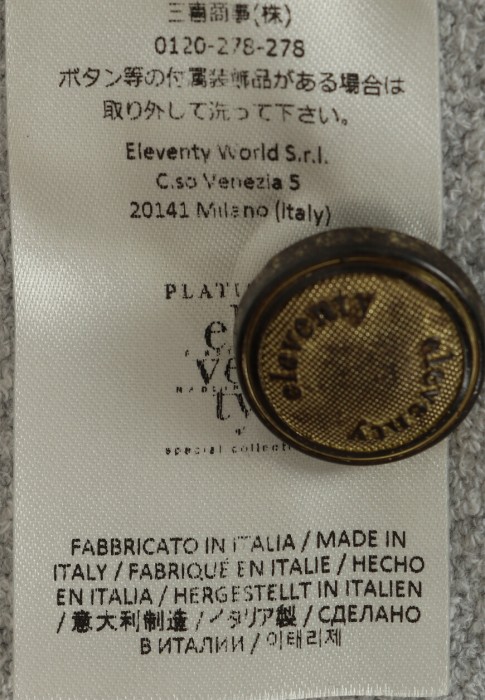 三喜商事(株)
0120-278-278
ボタン等の付属装飾品がある場合は
取り外して洗って下さい。
Eleventy World S.r.l.
C.so Venezia 5
20141 Milano (Italy)
eleventy
eleventy
eleventy
special
FABBRICATO IN ITALIA / MADE IN
ITALY / FABRIQUÉ EN ITALIE / HECHO
EN ITALIA / HERGESTELLT IN ITALIEN
/ 意大利制造 / イタリア製 / СДЕЛАНО
В ИТАЛИИ / 이태리제